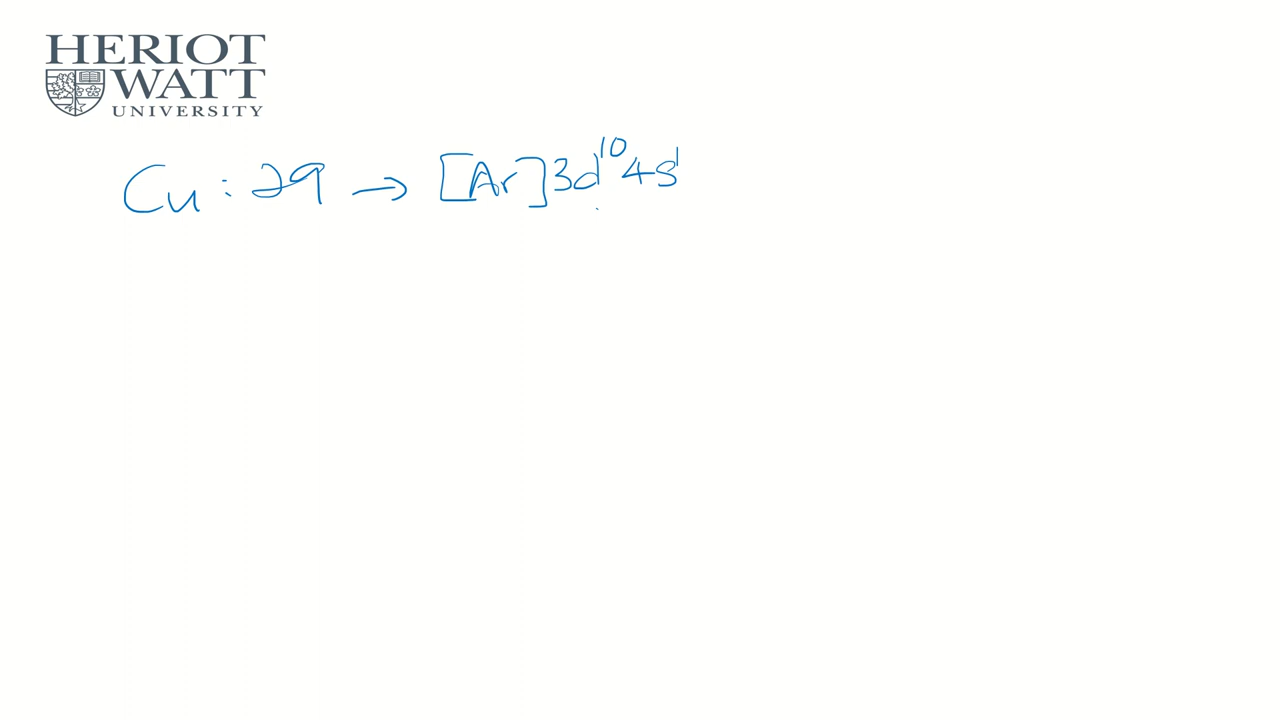 HERIOT
WATT
UNIVERSITY
Cu : 29 → [Ar] 3d¹⁰ 4s¹